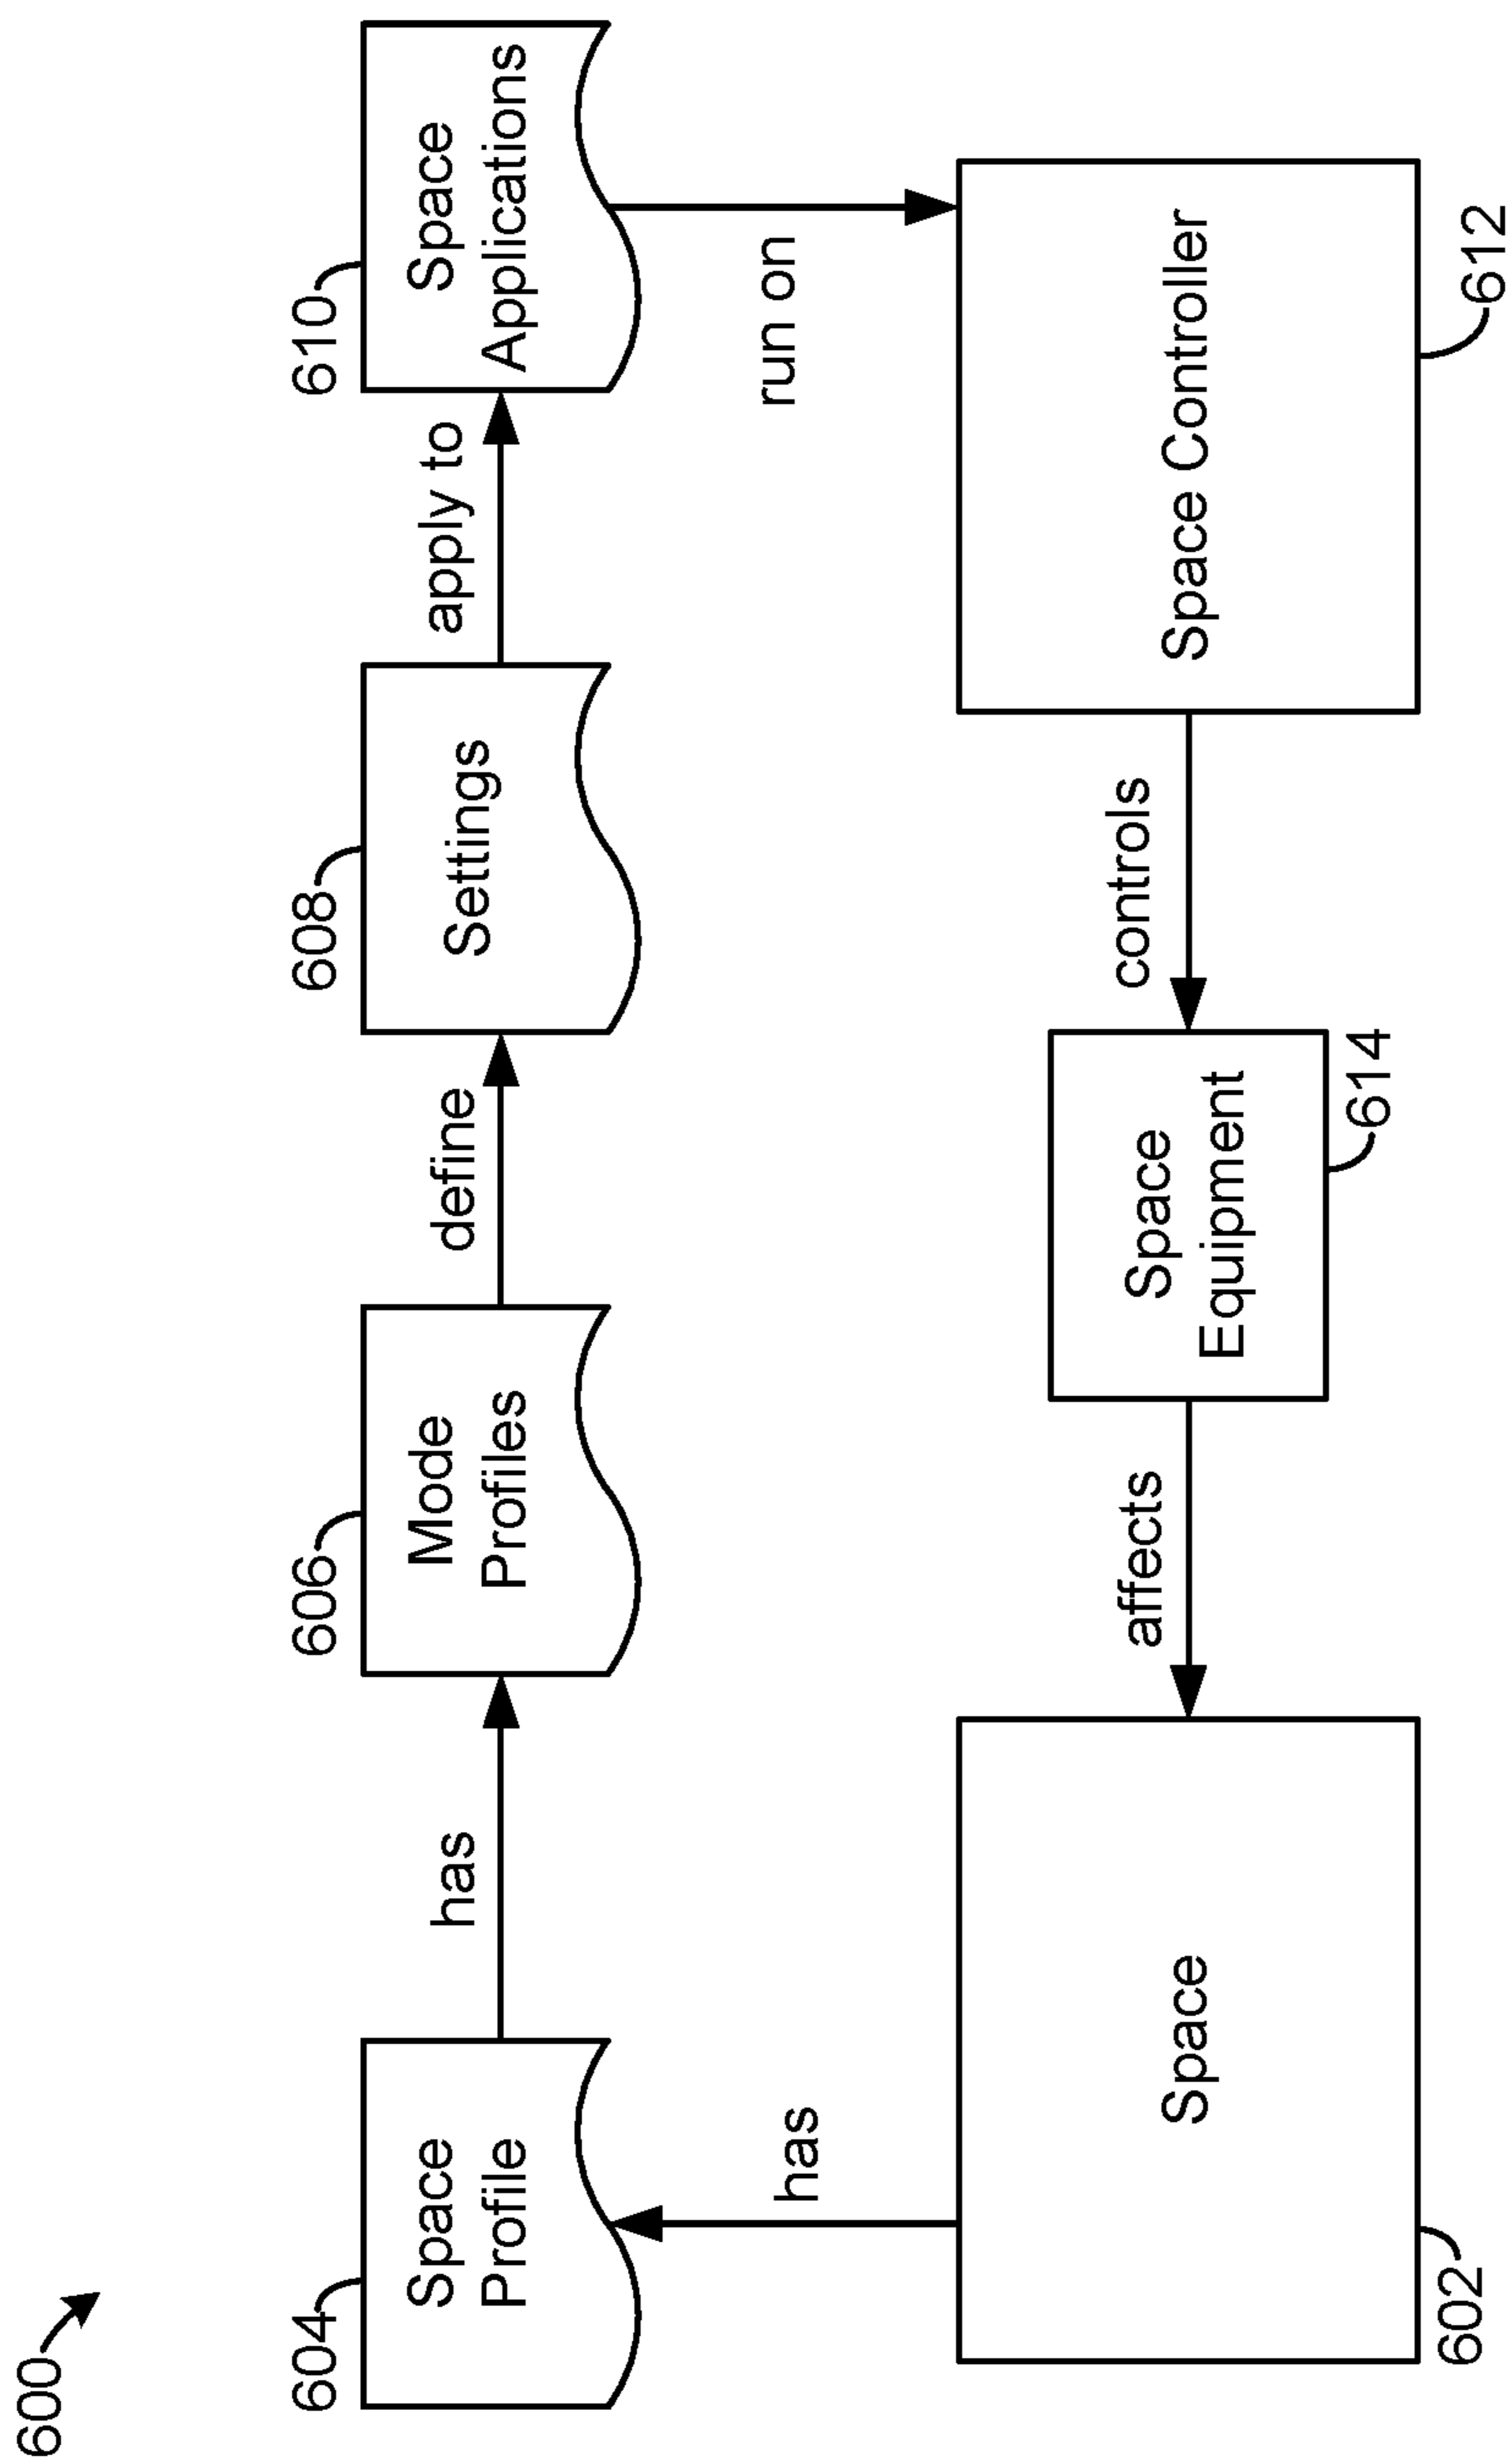 600
604
Space
Profile
has
606
Mode
Profiles
define
608
Settings
apply to
610
Space
Applications
has
run on
Space
602
affects
Space
Equipment
614
controls
Space Controller
612